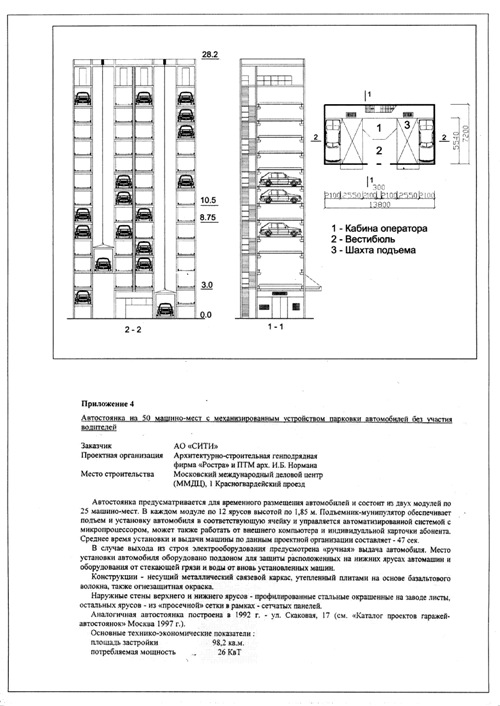 28.2
10.5
8.75
3.0
0.0
2 - 2
1 - 1
1
1
3
2
2
2
1
5540
7200
300
2100 2550 2100 2100 2550 2100
13800
1 - Кабина оператора
2 - Вестибюль
3 - Шахта подъема
Приложение 4
Автостоянка на 50 машино-мест с механизированным устройством парковки автомобилей без участия
водителей
Заказчик АО «СИТИ»
Проектная организация Архитектурно-строительная генподрядная
фирма «Ростра» и ПТМ арх. И.Б. Нормана
Место строительства Московский международный деловой центр
(ММДЦ), 1 Красногвардейский проезд
Автостоянка предусматривается для временного размещения автомобилей и состоит из двух модулей по
25 машино-мест. В каждом модуле по 12 ярусов высотой по 1,85 м. Подъемник-мунипулятор обеспечивает
подъем и установку автомобиля в соответствующую ячейку и управляется автоматизированной системой с
микропроцессором, может также работать от внешнего компьютера и индивидуальной карточки абонента.
Среднее время установки и выдачи машины по данным проектной организации составляет - 47 сек.
В случае выхода из строя электрооборудования предусмотрена «ручная» выдача автомобиля. Место
установки автомобиля оборудовано поддоном для защиты расположенных на нижних ярусах автомашин и
оборудования от стекающей грязи и воды от вновь установленных машин.
Конструкции - несущий металлический связевой каркас, утепленный плитами на основе базальтового
волокна, также огнезащитная окраска.
Наружные стены верхнего и нижнего ярусов - профилированные стальные окрашенные на заводе листы,
остальных ярусов - из «просечной» сетки в рамках - сетчатых панелей.
Аналогичная автостоянка построена в 1992 г. - ул. Скаковая, 17 (см. «Каталог проектов гаражей-
автостоянок» Москва 1997 г.).
Основные технико-экономические показатели :
площадь застройки 98,2 кв.м.
потребляемая мощность 26 КвТ